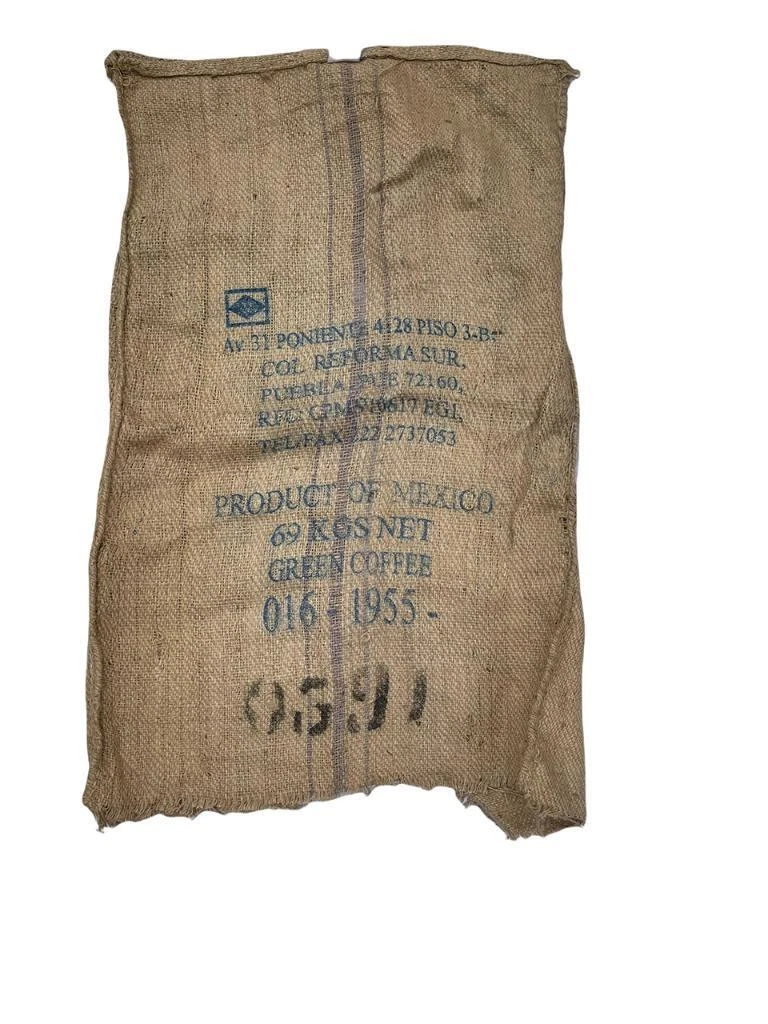 Av. 31 PONIENTE 4128 PISO 3-B
COL REFORMA SUR,
PUEBLA, PUE 72160,
RFC: 
TEL/FAX 222 2737053
PRODUCT OF MEXICO
69 KGS NET
GREEN COFFEE
016 - 1955 -
0591